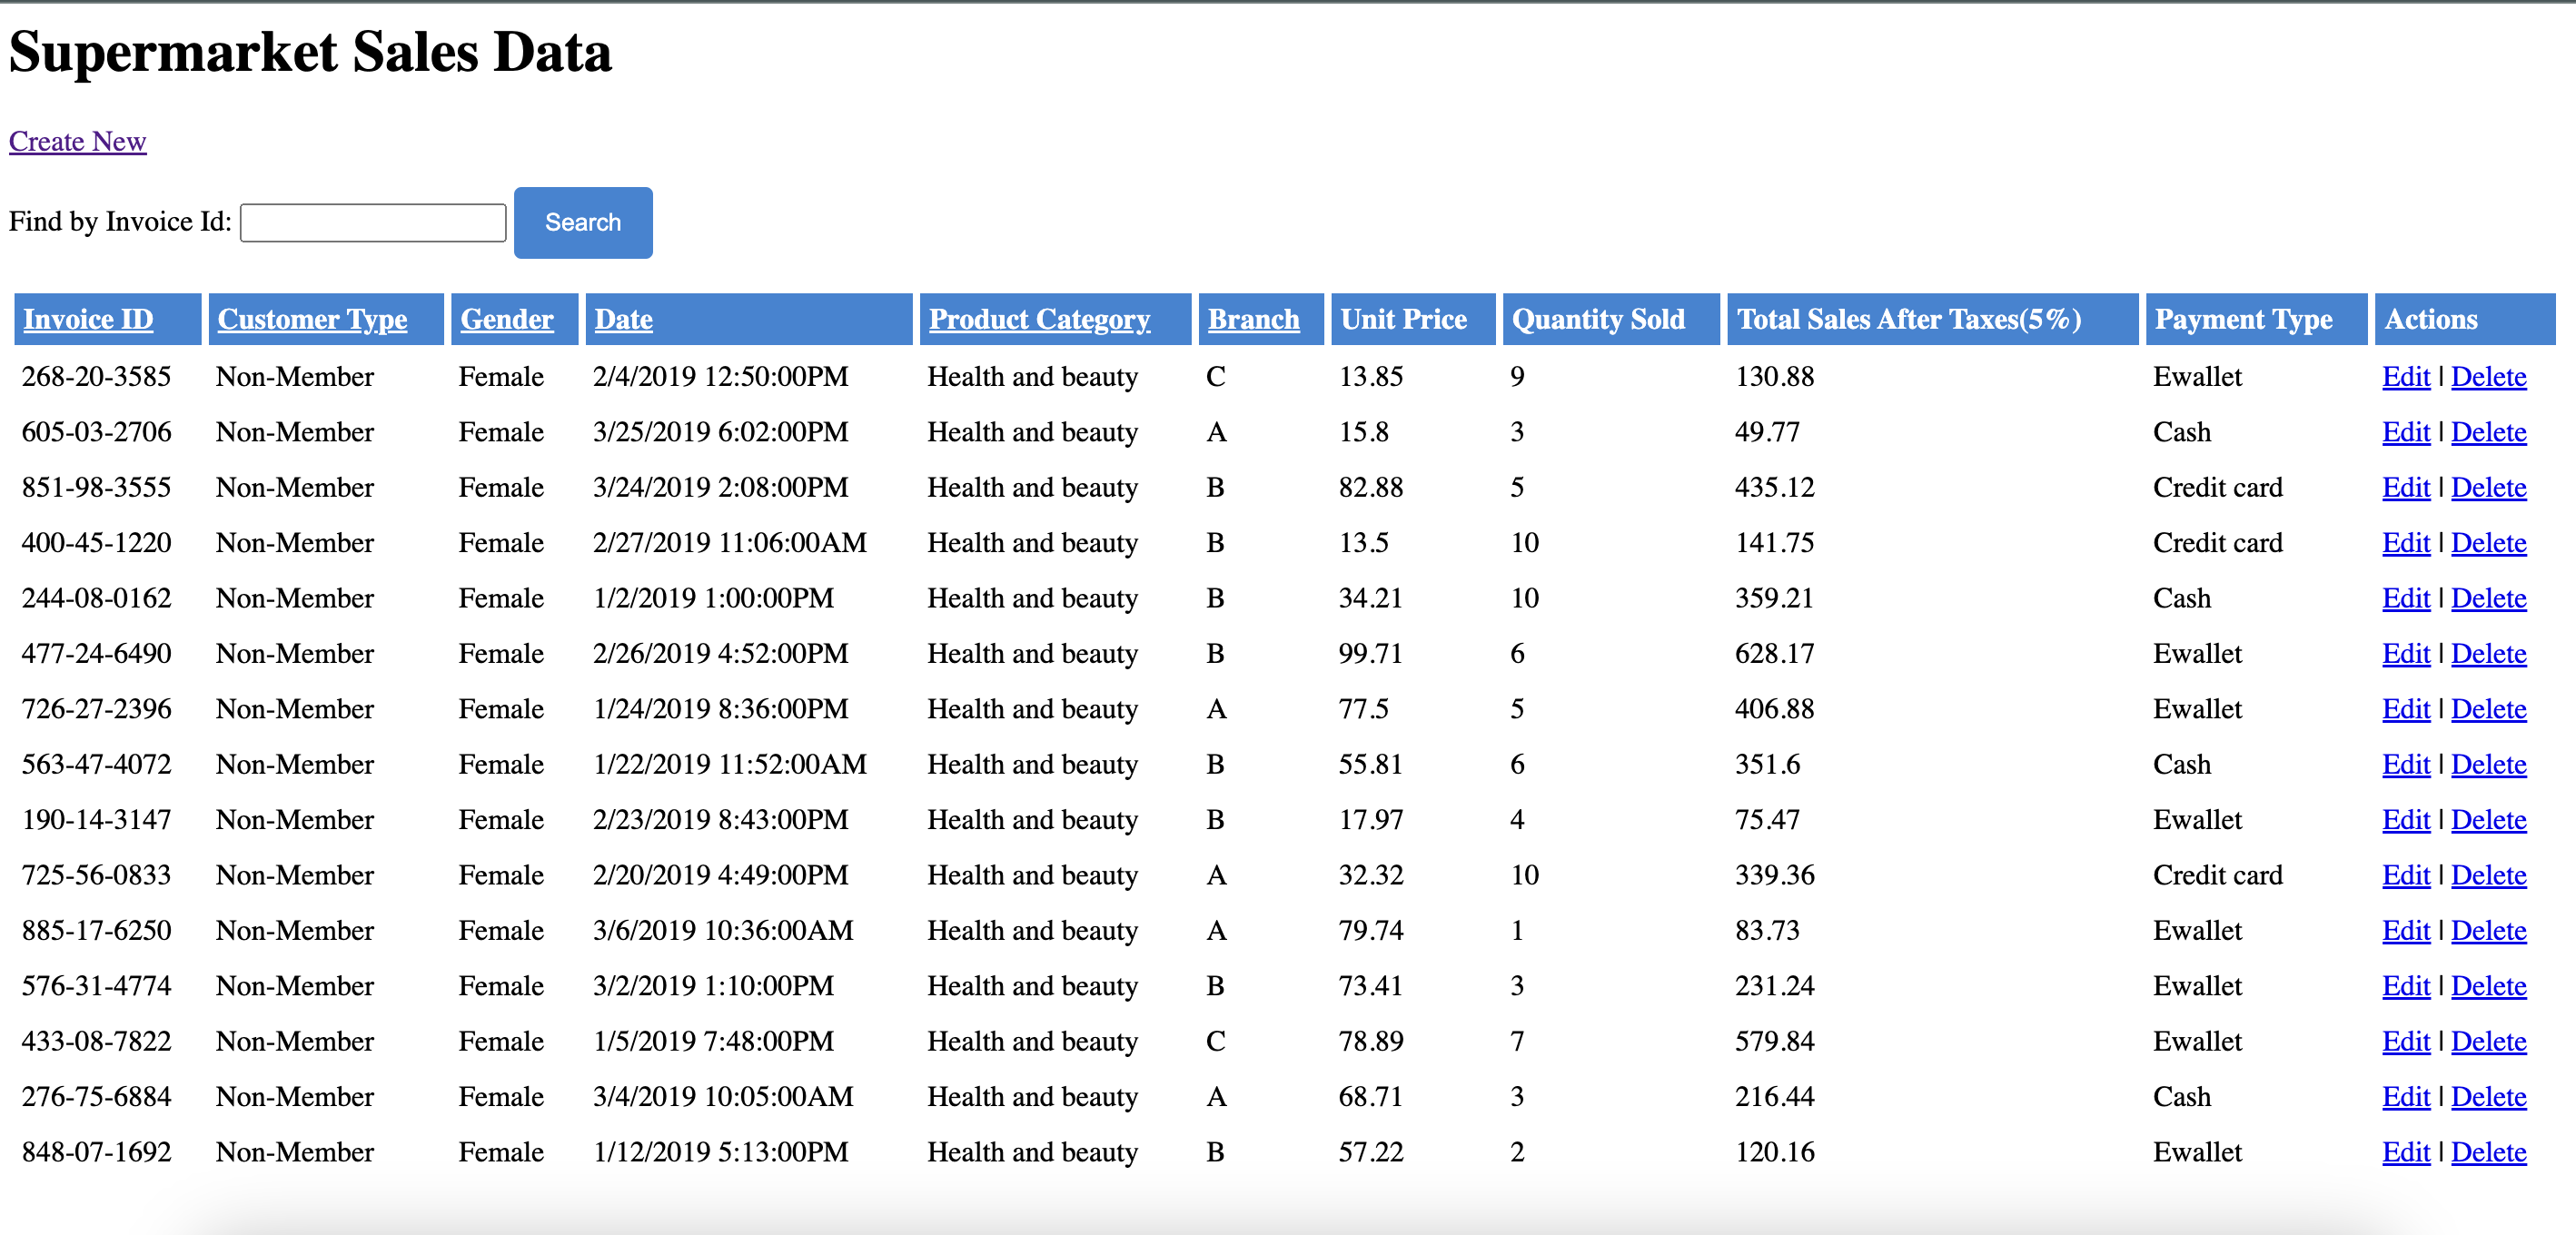 Supermarket Sales Data
Create New
Find by Invoice Id: Search
Invoice ID Customer Type Gender Date Product Category Branch Unit Price Quantity Sold Total Sales After Taxes(5%) Payment Type Actions
268-20-3585 Non-Member Female 2/4/2019 12:50:00PM Health and beauty C 13.85 9 130.88 Ewallet Edit | Delete
605-03-2706 Non-Member Female 3/25/2019 6:02:00PM Health and beauty A 15.8 3 49.77 Cash Edit | Delete
851-98-3555 Non-Member Female 3/24/2019 2:08:00PM Health and beauty B 82.88 5 435.12 Credit card Edit | Delete
400-45-1220 Non-Member Female 2/27/2019 11:06:00AM Health and beauty B 13.5 10 141.75 Credit card Edit | Delete
244-08-0162 Non-Member Female 1/2/2019 1:00:00PM Health and beauty B 34.21 10 359.21 Cash Edit | Delete
477-24-6490 Non-Member Female 2/26/2019 4:52:00PM Health and beauty B 99.71 6 628.17 Ewallet Edit | Delete
726-27-2396 Non-Member Female 1/24/2019 8:36:00PM Health and beauty A 77.5 5 406.88 Ewallet Edit | Delete
563-47-4072 Non-Member Female 1/22/2019 11:52:00AM Health and beauty B 55.81 6 351.6 Cash Edit | Delete
190-14-3147 Non-Member Female 2/23/2019 8:43:00PM Health and beauty B 17.97 4 75.47 Ewallet Edit | Delete
725-56-0833 Non-Member Female 2/20/2019 4:49:00PM Health and beauty A 32.32 10 339.36 Credit card Edit | Delete
885-17-6250 Non-Member Female 3/6/2019 10:36:00AM Health and beauty A 79.74 1 83.73 Ewallet Edit | Delete
576-31-4774 Non-Member Female 3/2/2019 1:10:00PM Health and beauty B 73.41 3 231.24 Ewallet Edit | Delete
433-08-7822 Non-Member Female 1/5/2019 7:48:00PM Health and beauty C 78.89 7 579.84 Ewallet Edit | Delete
276-75-6884 Non-Member Female 3/4/2019 10:05:00AM Health and beauty A 68.71 3 216.44 Cash Edit | Delete
848-07-1692 Non-Member Female 1/12/2019 5:13:00PM Health and beauty B 57.22 2 120.16 Ewallet Edit | Delete